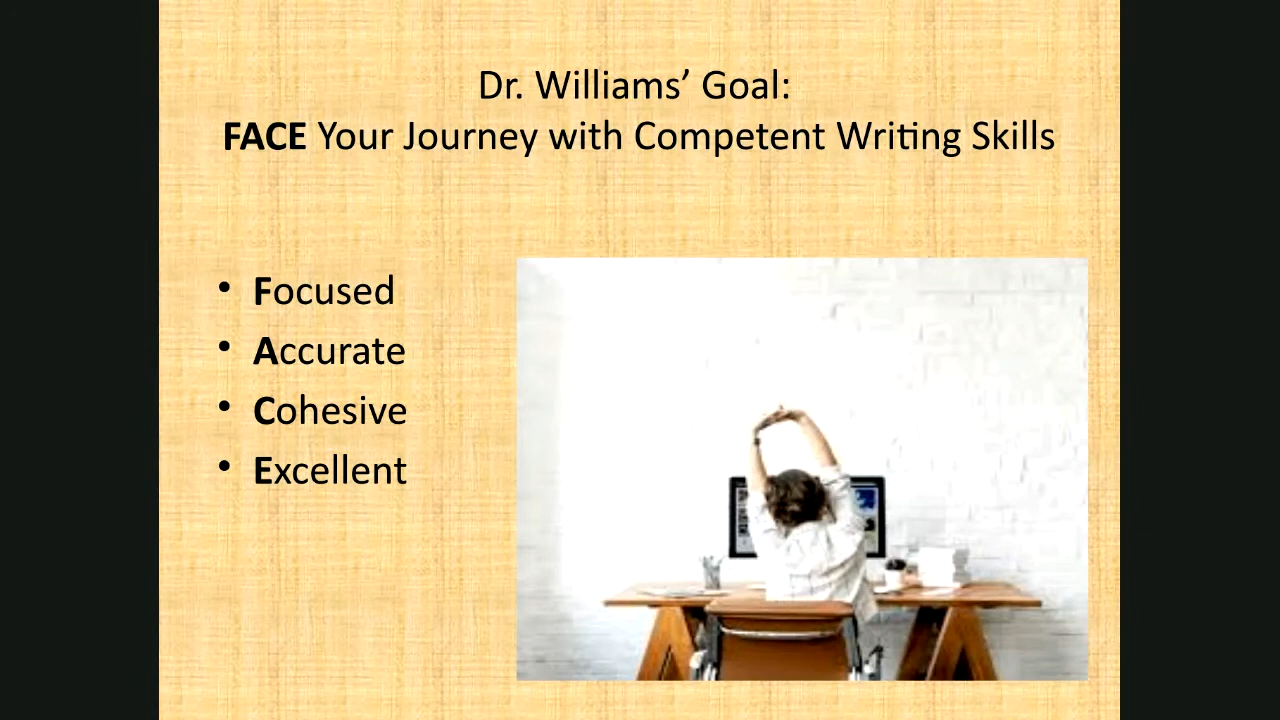 Dr. Williams’ Goal:
FACE Your Journey with Competent Writing Skills
• Focused
• Accurate
• Cohesive
• Excellent